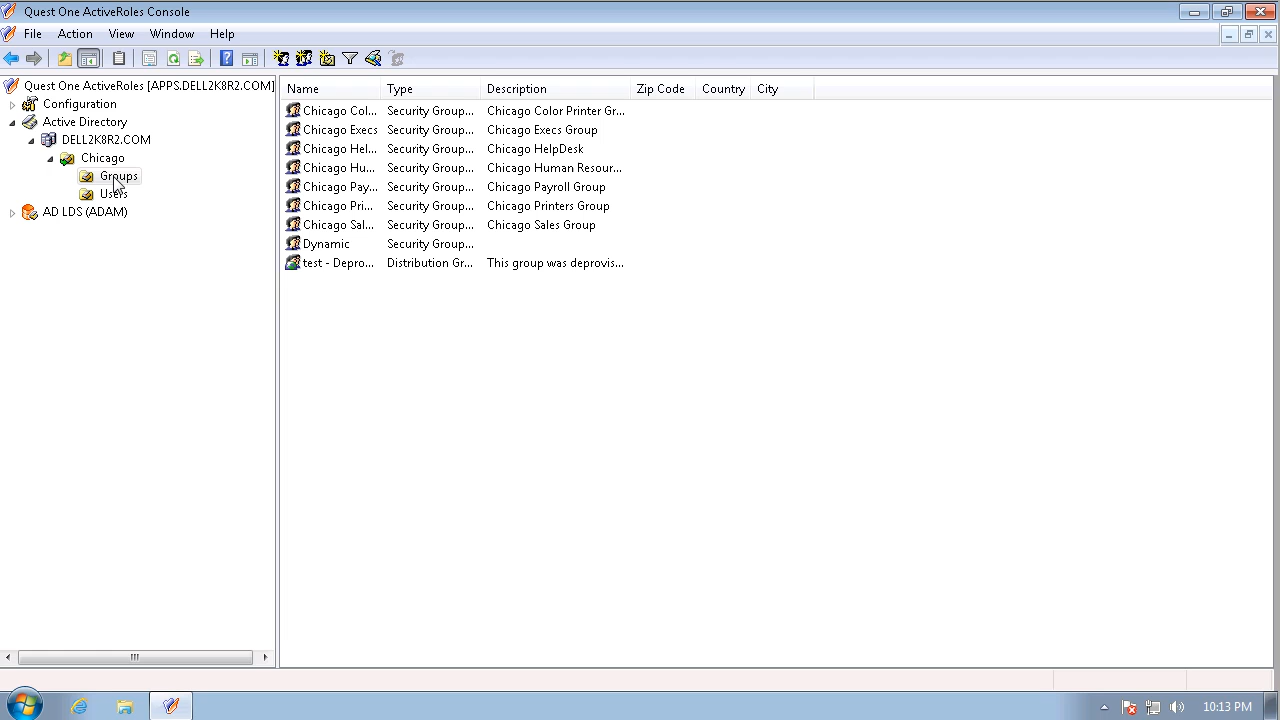 Quest One ActiveRoles Console
File Action View Window Help
Quest One ActiveRoles [APPS.DELL2K8R2.COM]
Configuration
Active Directory
DELL2K8R2.COM
Chicago
Groups
Users
AD LDS (ADAM)
Name Type Description Zip Code Country City
Chicago Col... Security Group... Chicago Color Printer Gr...
Chicago Execs Security Group... Chicago Execs Group
Chicago Hel... Security Group... Chicago HelpDesk
Chicago Hu... Security Group... Chicago Human Resour...
Chicago Pay... Security Group... Chicago Payroll Group
Chicago Pri... Security Group... Chicago Printers Group
Chicago Sal... Security Group... Chicago Sales Group
Dynamic Security Group...
test - Depro... Distribution Gr... This group was deprovis...
10:13 PM